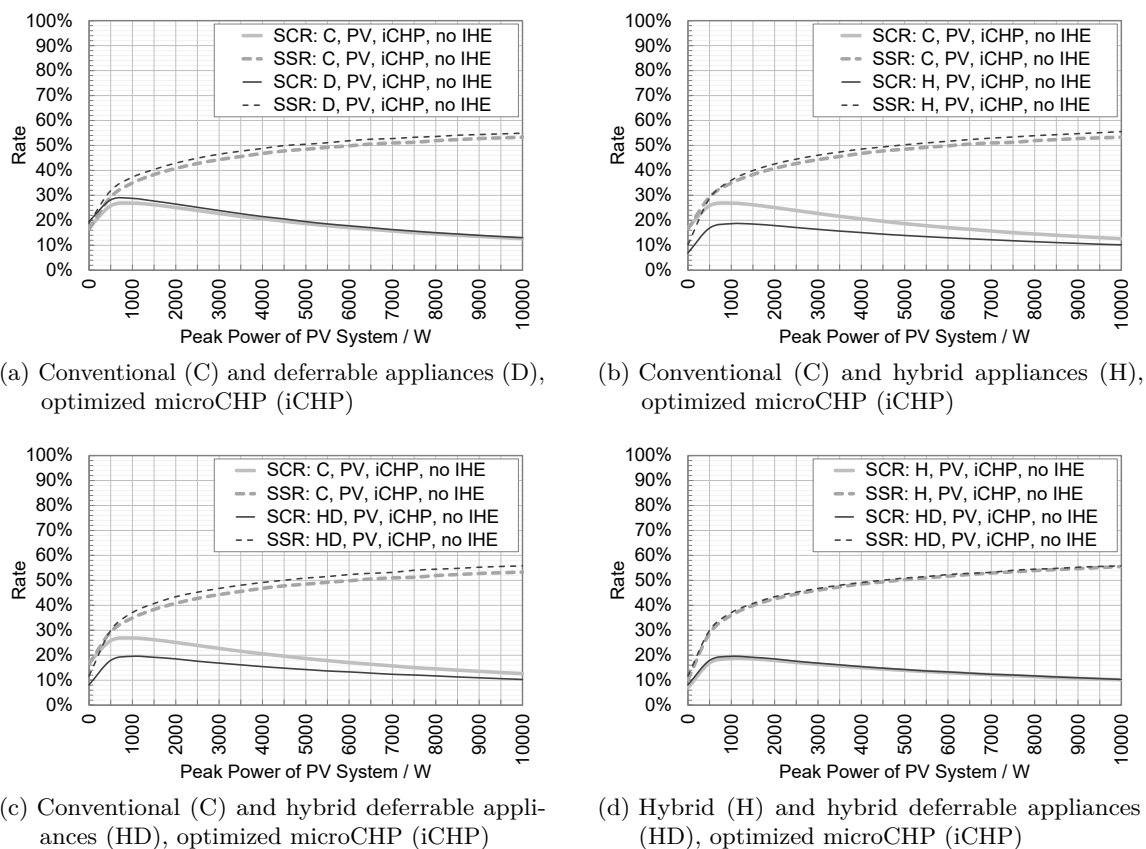 100%
90%
80%
70%
60%
50%
40%
30%
20%
10%
0%
Rate
SCR: C, PV, iCHP, no IHE
SSR: C, PV, iCHP, no IHE
SCR: D, PV, iCHP, no IHE
SSR: D, PV, iCHP, no IHE
0
1000
2000
3000
4000
5000
6000
7000
8000
9000
10000
Peak Power of PV System / W
(a) Conventional (C) and deferrable appliances (D),
optimized microCHP (iCHP)
100%
90%
80%
70%
60%
50%
40%
30%
20%
10%
0%
Rate
SCR: C, PV, iCHP, no IHE
SSR: C, PV, iCHP, no IHE
SCR: H, PV, iCHP, no IHE
SSR: H, PV, iCHP, no IHE
0
1000
2000
3000
4000
5000
6000
7000
8000
9000
10000
Peak Power of PV System / W
(b) Conventional (C) and hybrid appliances (H),
optimized microCHP (iCHP)
100%
90%
80%
70%
60%
50%
40%
30%
20%
10%
0%
Rate
SCR: C, PV, iCHP, no IHE
SSR: C, PV, iCHP, no IHE
SCR: HD, PV, iCHP, no IHE
SSR: HD, PV, iCHP, no IHE
0
1000
2000
3000
4000
5000
6000
7000
8000
9000
10000
Peak Power of PV System / W
(c) Conventional (C) and hybrid deferrable appli-
ances (HD), optimized microCHP (iCHP)
100%
90%
80%
70%
60%
50%
40%
30%
20%
10%
0%
Rate
SCR: H, PV, iCHP, no IHE
SSR: H, PV, iCHP, no IHE
SCR: HD, PV, iCHP, no IHE
SSR: HD, PV, iCHP, no IHE
0
1000
2000
3000
4000
5000
6000
7000
8000
9000
10000
Peak Power of PV System / W
(d) Hybrid (H) and hybrid deferrable appliances
(HD), optimized microCHP (iCHP)